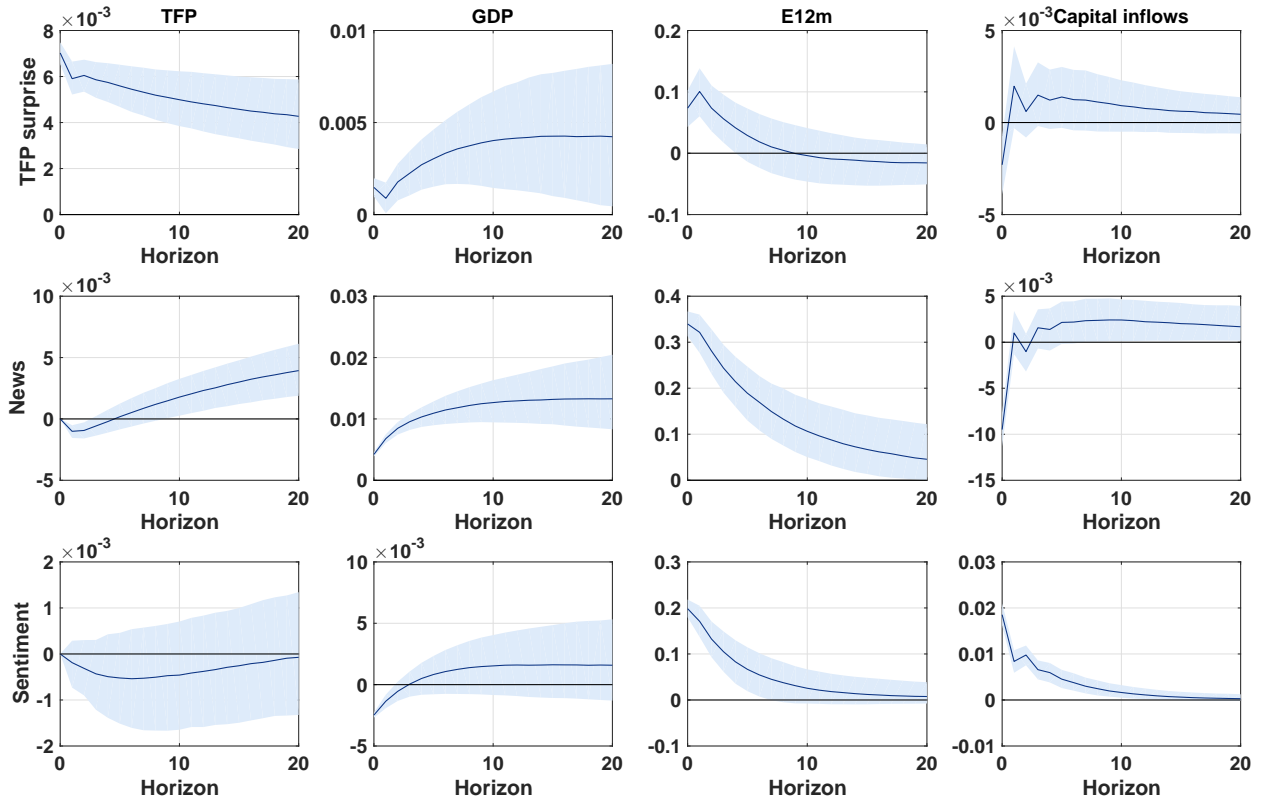 TFP GDP E12m Capital inflows
×10-3 ×10-3
TFP surprise
8 6 4 2 0
0.01 0.005 0
0.2 0.1 0 -0.1
5 0 -5
0 10 20 0 10 20 0 10 20 0 10 20
Horizon Horizon Horizon Horizon
×10-3 ×10-3
News
10 5 0 -5
0.03 0.02 0.01 0
0.4 0.3 0.2 0.1 0
5 0 -5 -10 -15
0 10 20 0 10 20 0 10 20 0 10 20
Horizon Horizon Horizon Horizon
×10-3 ×10-3
Sentiment
2 1 0 -1 -2
10 5 0 -5
0.3 0.2 0.1 0 -0.1
0.03 0.02 0.01 0 -0.01
0 10 20 0 10 20 0 10 20 0 10 20
Horizon Horizon Horizon Horizon